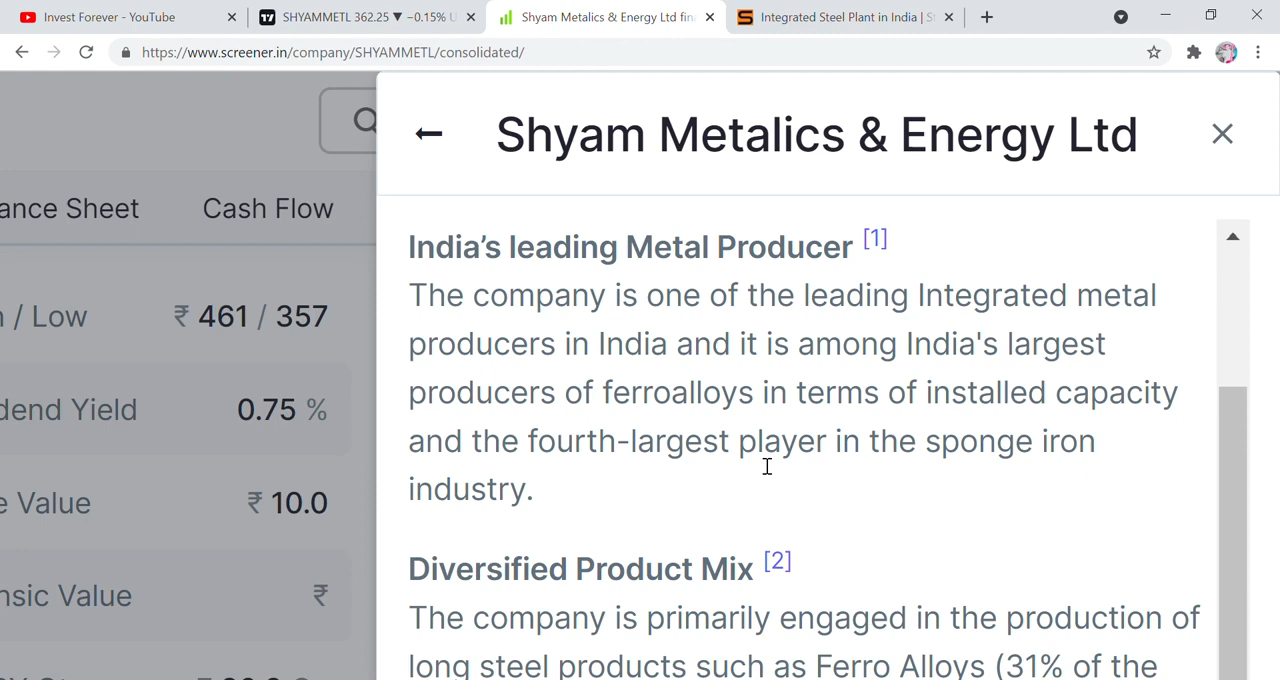 Invest Forever - YouTube
SHYAMMETL 362.25 ▼ −0.15% U
Shyam Metalics & Energy Ltd fin
Integrated Steel Plant in India | S
https://www.screener.in/company/SHYAMMETL/consolidated/
Shyam Metalics & Energy Ltd
ance Sheet Cash Flow
/ Low ₹ 461 / 357
dend Yield 0.75 %
e Value ₹ 10.0
nsic Value ₹
India’s leading Metal Producer [1]
The company is one of the leading Integrated metal
producers in India and it is among India's largest
producers of ferroalloys in terms of installed capacity
and the fourth-largest player in the sponge iron
industry.
Diversified Product Mix [2]
The company is primarily engaged in the production of
long steel products such as Ferro Alloys (31% of the